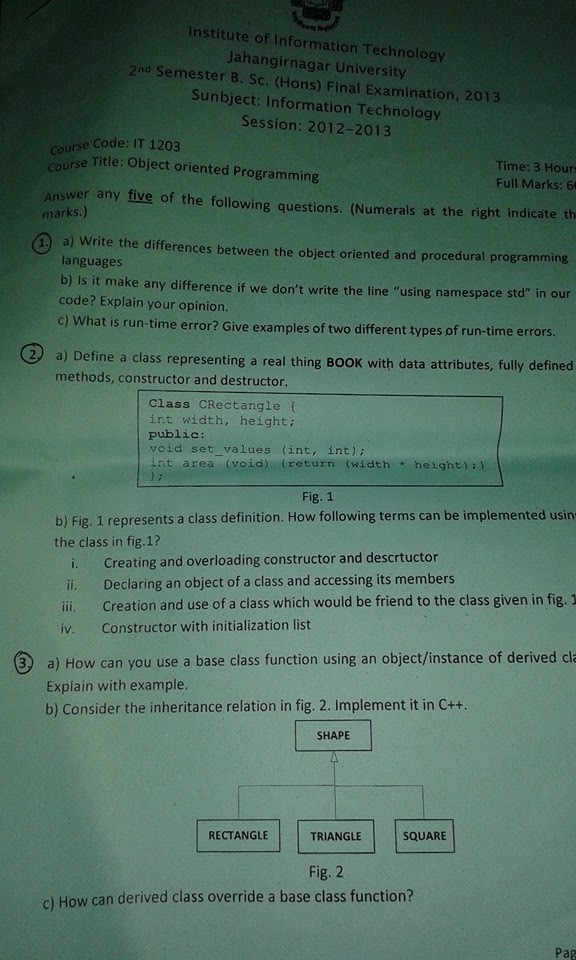 Institute of Information Technology
Jahangirnagar University
2nd Semester B. Sc. (Hons) Final Examination, 2013
Sunbject: Information Technology
Session: 2012-2013
Course Code: IT 1203
Course Title: Object oriented Programming
Time: 3 Hours
Full Marks: 6
Answer any five of the following questions. (Numerals at the right indicate th
marks.)
1. a) Write the differences between the object oriented and procedural programming
languages
b) Is it make any difference if we don't write the line "using namespace std" in our
code? Explain your opinion.
c) What is run-time error? Give examples of two different types of run-time errors.
2 a) Define a class representing a real thing BOOK with data attributes, fully defined
methods, constructor and destructor.
Class CRectangle {
int width, height;
public:
void set_values (int, int);
int area (void) {return (width * height);}
};
Fig. 1
b) Fig. 1 represents a class definition. How following terms can be implemented usin
the class in fig.1?
i. Creating and overloading constructor and descrtuctor
ii. Declaring an object of a class and accessing its members
iii. Creation and use of a class which would be friend to the class given in fig. 1
iv. Constructor with initialization list
3. a) How can you use a base class function using an object/instance of derived cla
Explain with example.
b) Consider the inheritance relation in fig. 2. Implement it in C++.
SHAPE
RECTANGLE TRIANGLE SQUARE
Fig. 2
c) How can derived class override a base class function?
Pag